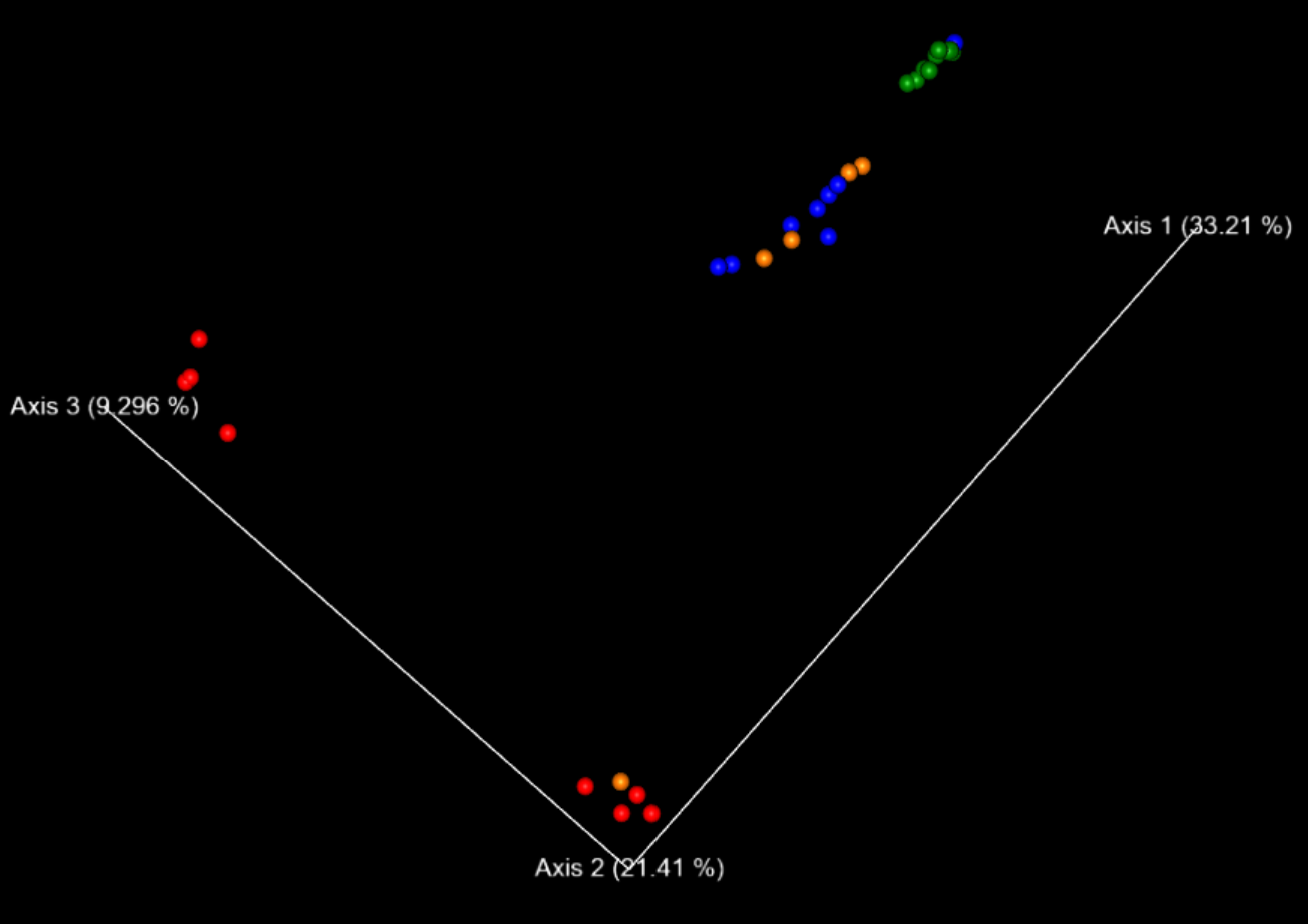 Axis 1 (33.21 %)
Axis 3 (9.296 %)
Axis 2 (21.41 %)